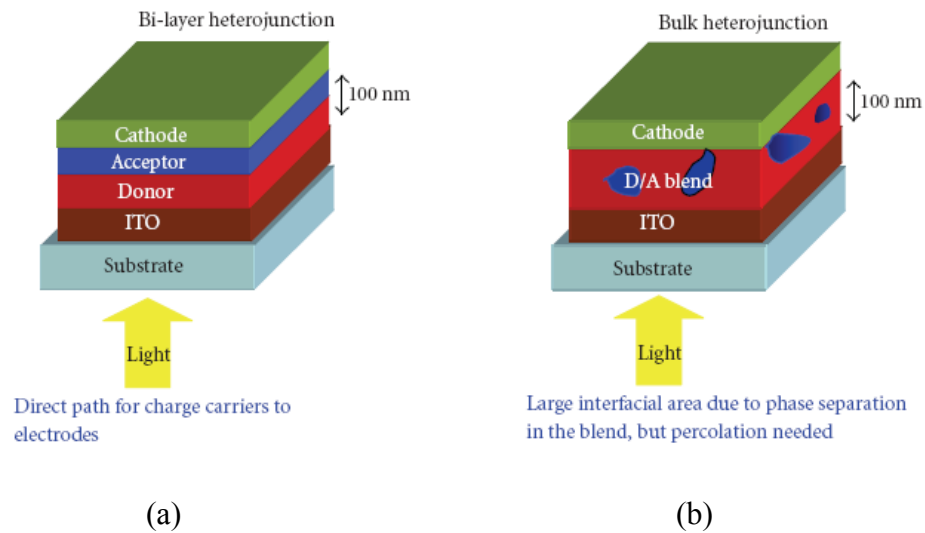 Bi-layer heterojunction
100 nm
Cathode
Acceptor
Donor
ITO
Substrate
Light
Direct path for charge carriers to
electrodes
(a)
Bulk heterojunction
100 nm
Cathode
D/A blend
ITO
Substrate
Light
Large interfacial area due to phase separation
in the blend, but percolation needed
(b)